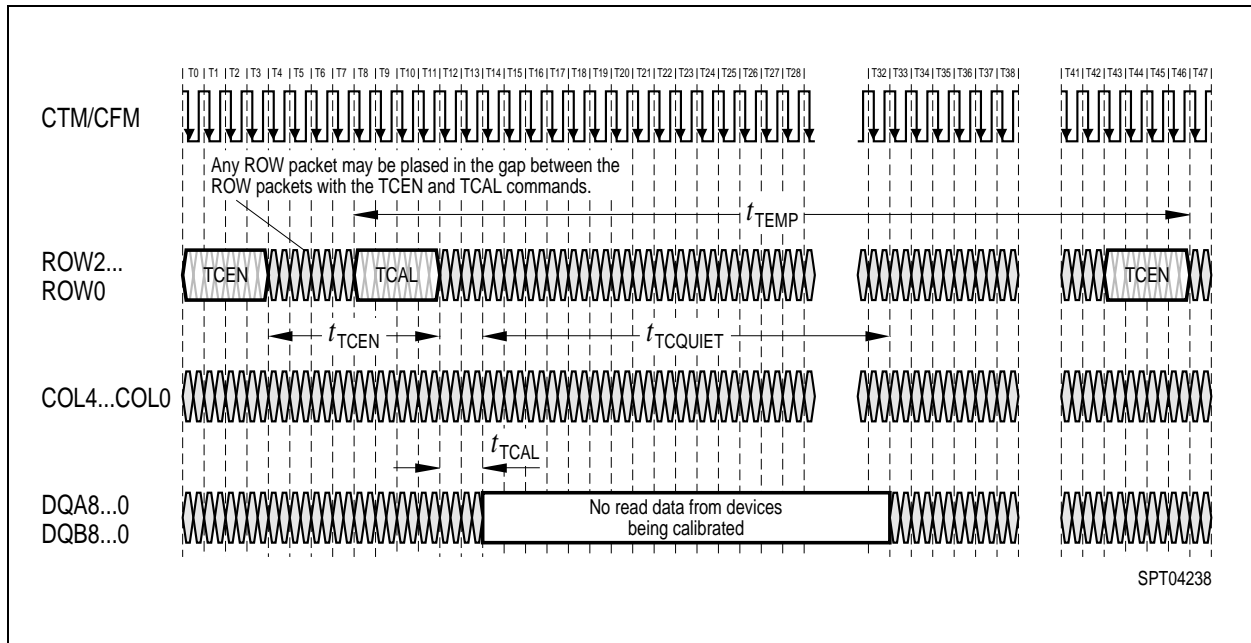 T0 T1 T2 T3 T4 T5 T6 T7 T8 T9 T10 T11 T12 T13 T14 T15 T16 T17 T18 T19 T20 T21 T22 T23 T24 T25 T26 T27 T28 T32 T33 T34 T35 T36 T37 T38 T41 T42 T43 T44 T45 T46 T47
CTM/CFM
Any ROW packet may be plased in the gap between the
ROW packets with the TCEN and TCAL commands.
tTEMP
ROW2...
ROW0
TCEN
TCAL
TCEN
tTCEN
tTCQUIET
COL4...COL0
tTCAL
DQA8...0
DQB8...0
No read data from devices
being calibrated
SPT04238